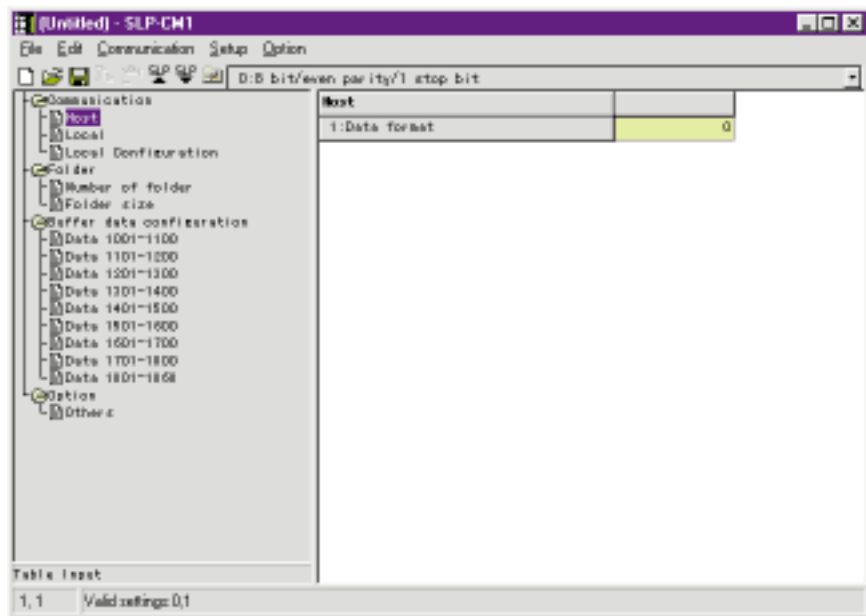 (Untitled) - SLP-CM1
File Edit Communication Setup Option
0:8 bit/even parity/1 stop bit
Communication
Host
Local
Local Configuration
Folder
Number of folder
Folder size
Buffer data configuration
Data 1001-1100
Data 1101-1200
Data 1201-1300
Data 1301-1400
Data 1401-1500
Data 1501-1600
Data 1601-1700
Data 1701-1800
Data 1801-1868
Option
Others
Host
1:Data format 0
Table Input
1, 1 Valid settings: 0,1